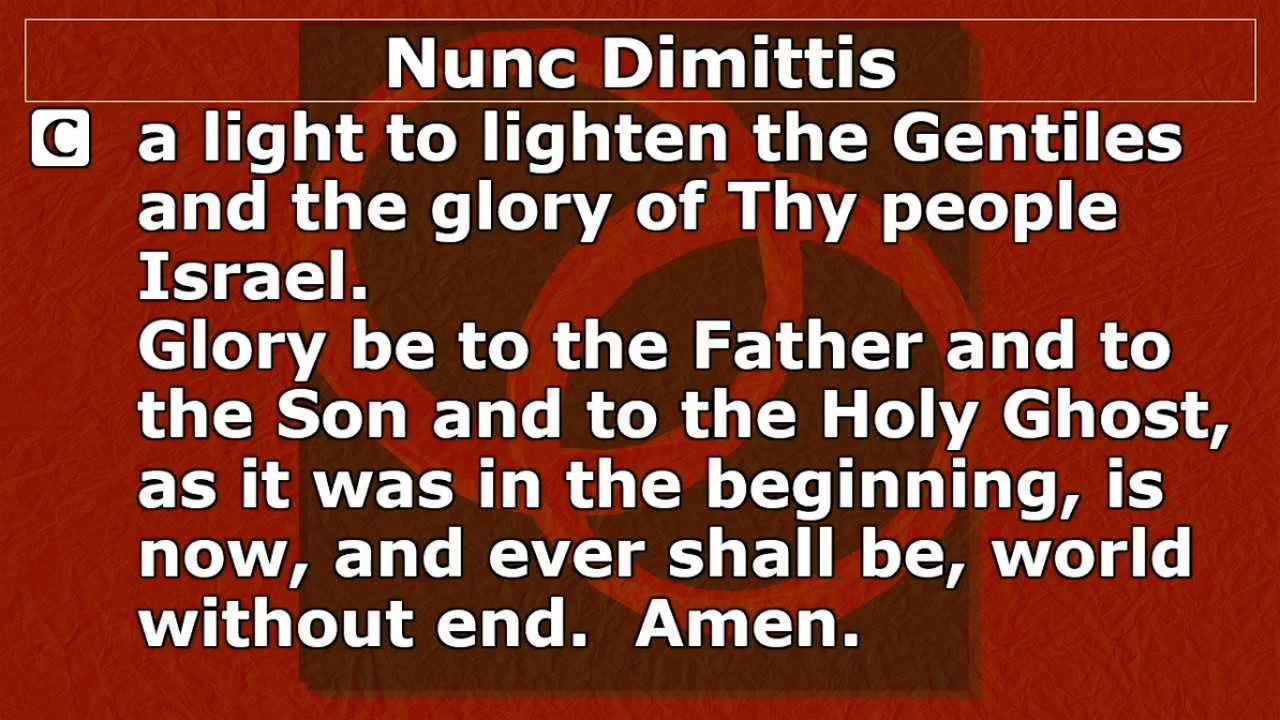 Nunc Dimittis
C a light to lighten the Gentiles
and the glory of Thy people
Israel.
Glory be to the Father and to
the Son and to the Holy Ghost,
as it was in the beginning, is
now, and ever shall be, world
without end.  Amen.